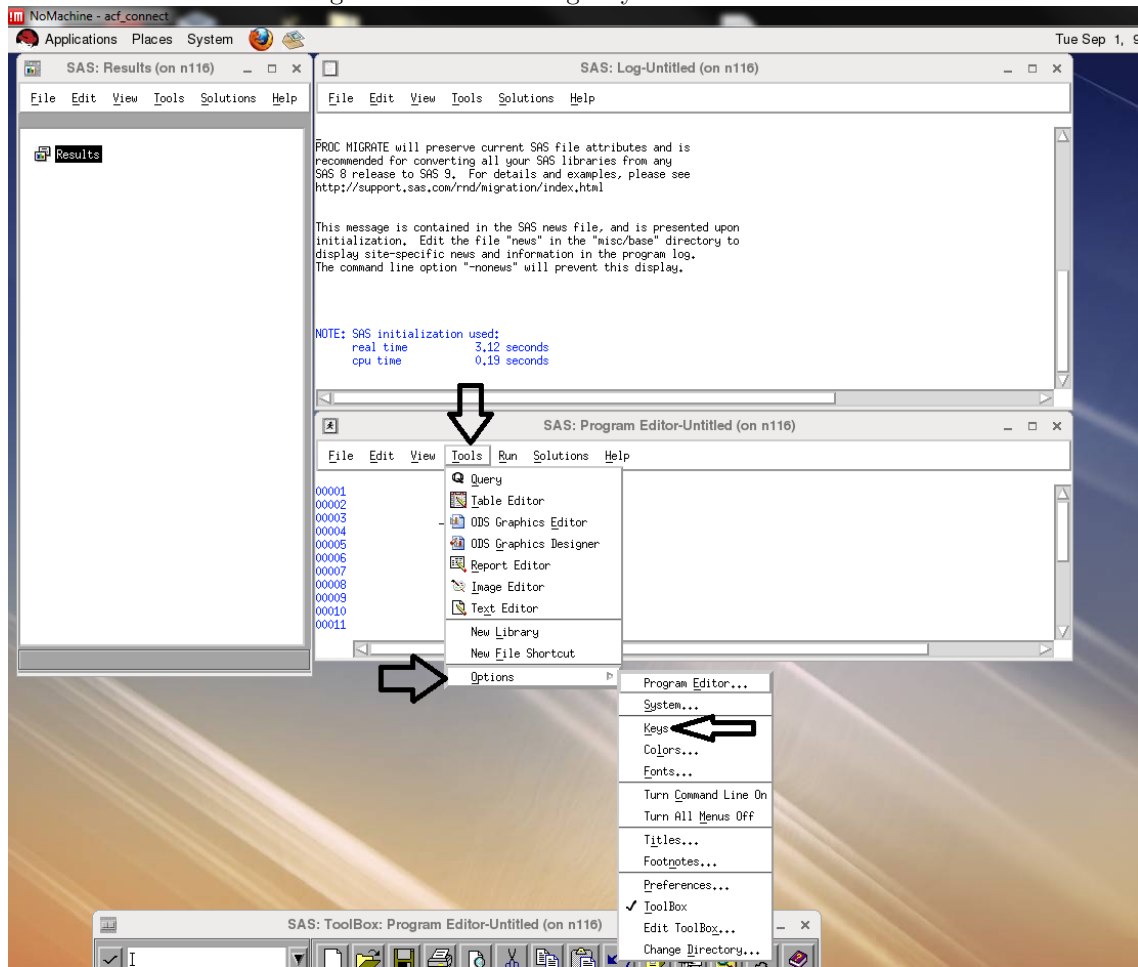 NoMachine - acf_connect
Applications Places System
Tue Sep 1, 9
SAS: Results (on n116)
File Edit View Tools Solutions Help
Results
SAS: Log-Untitled (on n116)
File Edit View Tools Solutions Help
PROC MIGRATE will preserve current SAS file attributes and is
recommended for converting all your SAS libraries from any
SAS 8 release to SAS 9. For details and examples, please see
http://support.sas.com/rnd/migration/index.html
This message is contained in the SAS news file, and is presented upon
initialization. Edit the file "news" in the "misc/base" directory to
display site-specific news and information in the program log.
The command line option "-nonews" will prevent this display.
NOTE: SAS initialization used:
real time 3.12 seconds
cpu time 0.19 seconds
SAS: Program Editor-Untitled (on n116)
File Edit View Tools Run Solutions Help
00001
00002
00003
00004
00005
00006
00007
00008
00009
00010
00011
Query
Table Editor
ODS Graphics Editor
ODS Graphics Designer
Report Editor
Image Editor
Text Editor
New Library
New File Shortcut
Options
Program Editor...
System...
Keys
Colors...
Fonts...
Turn Command Line On
Turn All Menus Off
Titles...
Footnotes...
Preferences...
ToolBox
Edit ToolBox...
Change Directory...
SAS: ToolBox: Program Editor-Untitled (on n116)